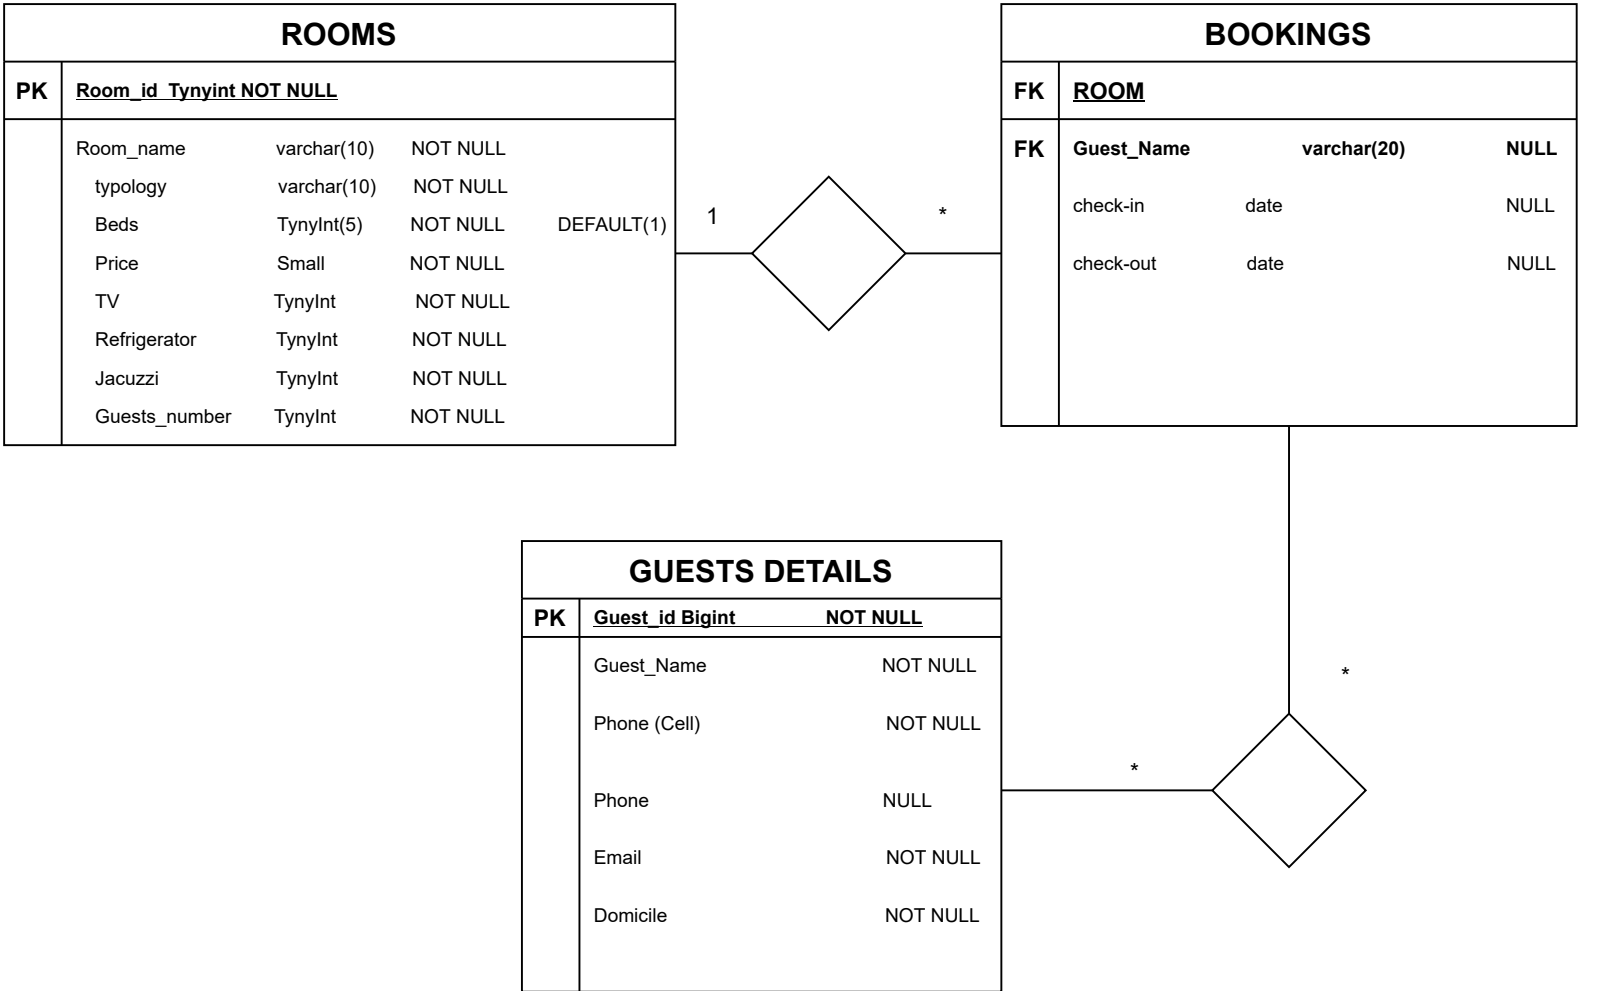 ROOMS
PK Room_id Tynyint NOT NULL
Room_name varchar(10) NOT NULL
typology varchar(10) NOT NULL
Beds TynyInt(5) NOT NULL DEFAULT(1)
Price Small NOT NULL
TV TynyInt NOT NULL
Refrigerator TynyInt NOT NULL
Jacuzzi TynyInt NOT NULL
Guests_number TynyInt NOT NULL
1
*
BOOKINGS
FK ROOM
FK Guest_Name varchar(20) NULL
check-in date NULL
check-out date NULL
GUESTS DETAILS
PK Guest_id Bigint NOT NULL
Guest_Name NOT NULL
Phone (Cell) NOT NULL
Phone NULL
Email NOT NULL
Domicile NOT NULL
*
*